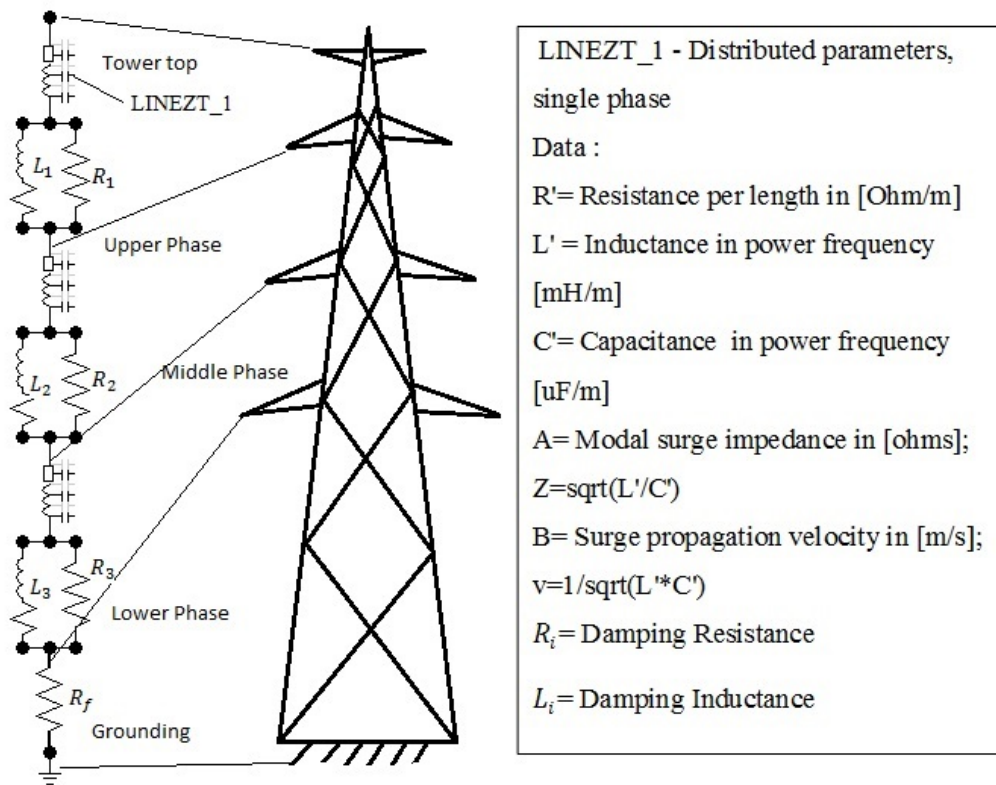 Tower top
LINEZT_1
L₁
R₁
Upper Phase
L₂
R₂
Middle Phase
L₃
R₃
Lower Phase
R_f
Grounding
LINEZT_1 - Distributed parameters,
single phase
Data :
R'= Resistance per length in [Ohm/m]
L' = Inductance in power frequency
[mH/m]
C'= Capacitance in power frequency
[uF/m]
A= Modal surge impedance in [ohms];
Z=sqrt(L'/C')
B= Surge propagation velocity in [m/s];
v=1/sqrt(L'*C')
Rᵢ= Damping Resistance
Lᵢ= Damping Inductance